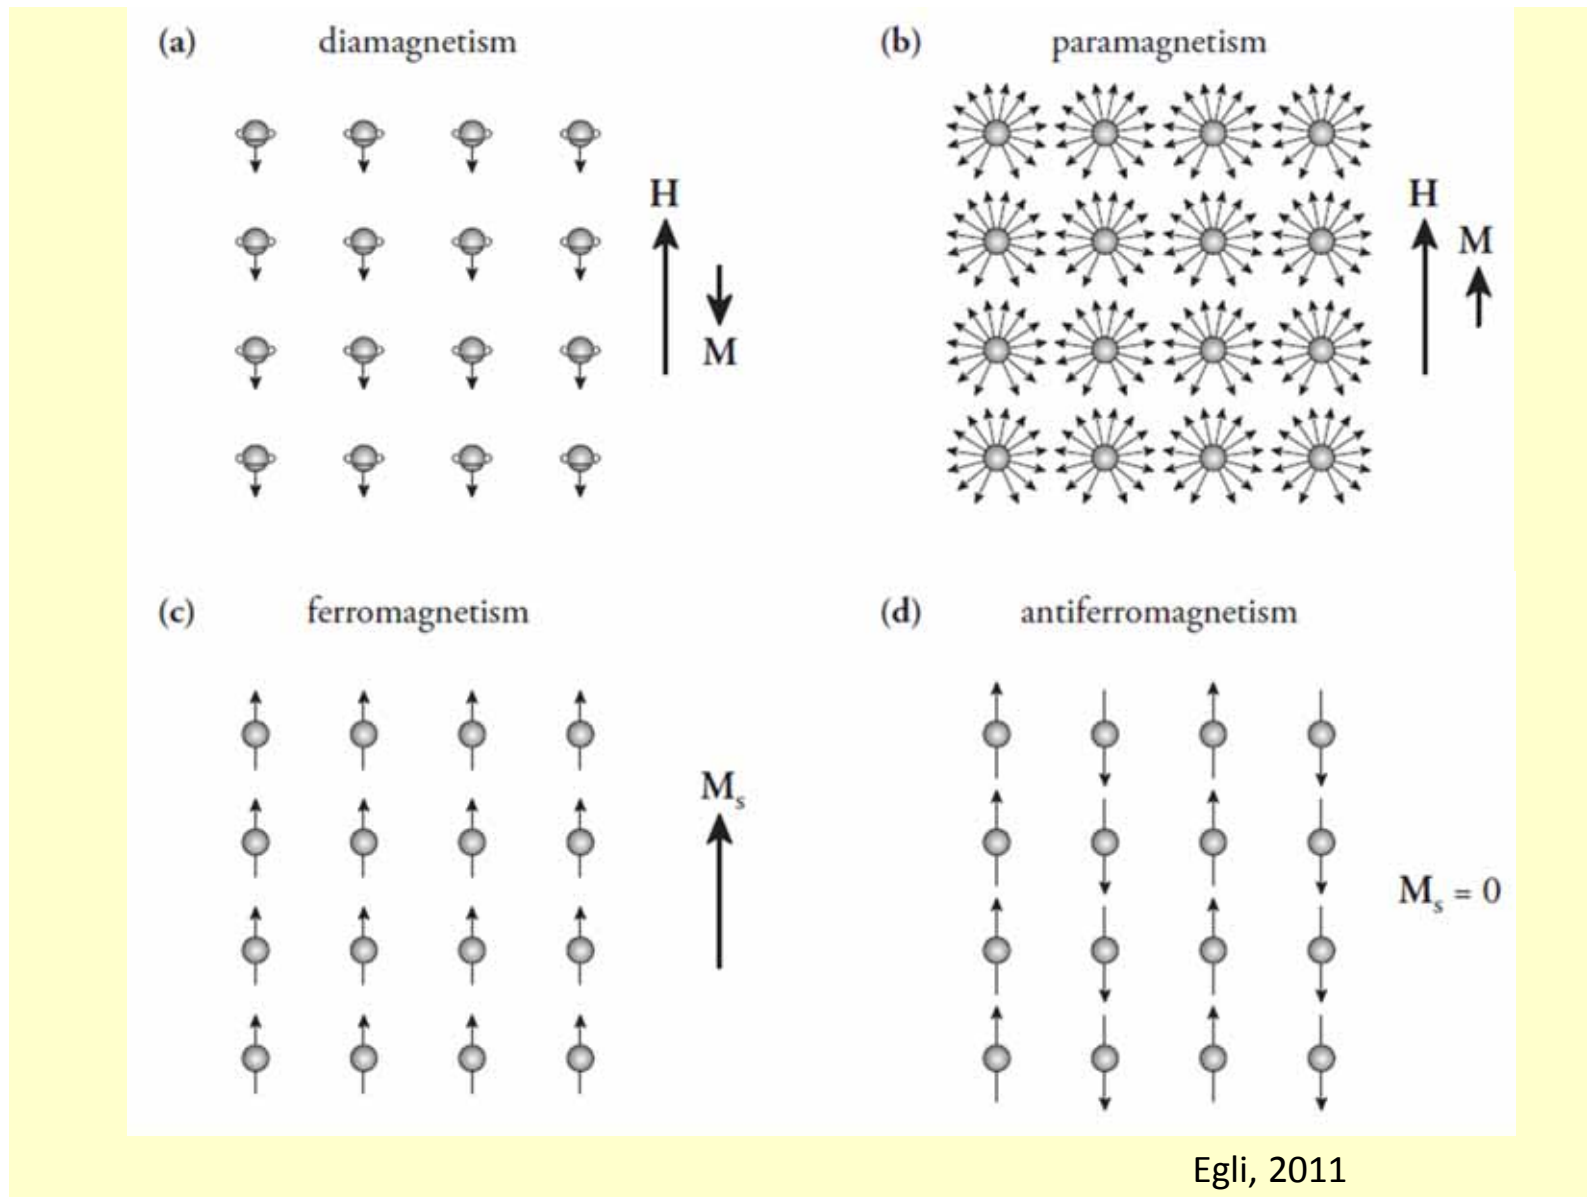 (a) diamagnetism
H
M
(b) paramagnetism
H
M
(c) ferromagnetism
Ms
(d) antiferromagnetism
Ms = 0
Egli, 2011